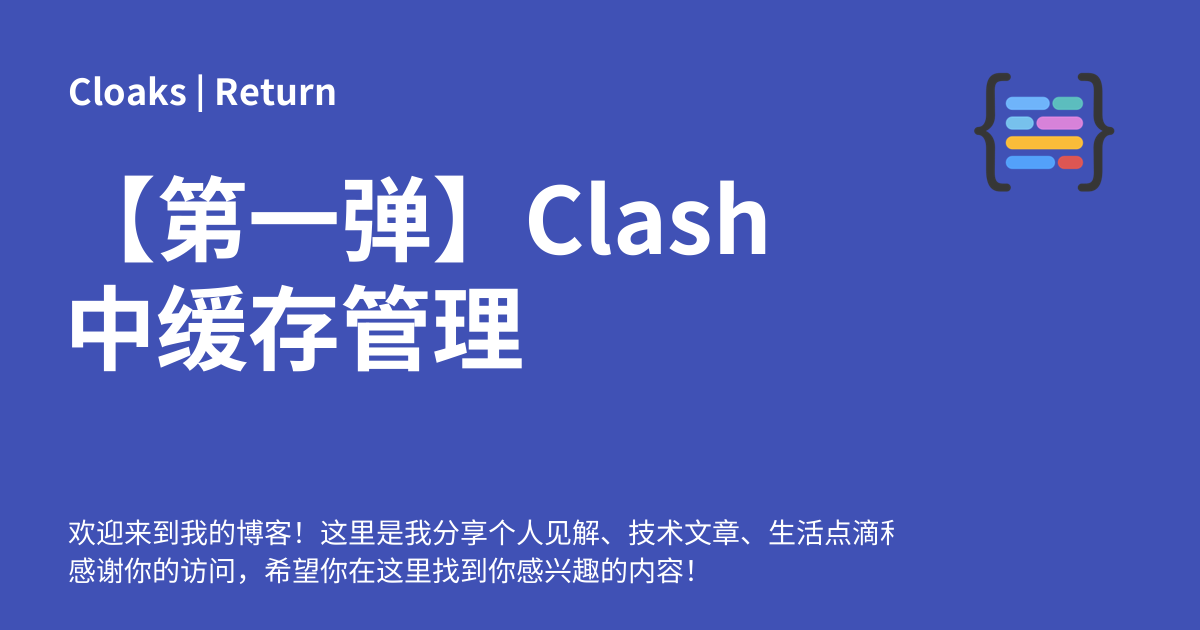 Cloaks | Return
【第一弹】Clash
中缓存管理
欢迎来到我的博客！这里是我分享个人见解、技术文章、生活点滴
感谢你的访问，希望你在这里找到你感兴趣的内容！